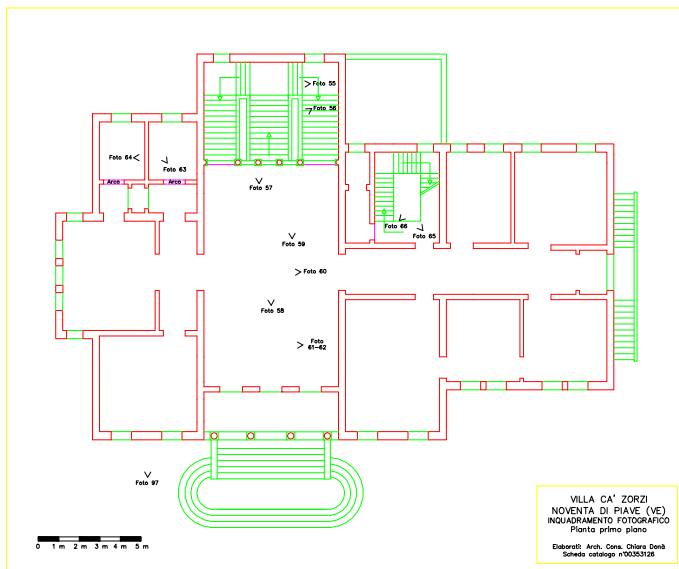 Foto 55
Foto 56
Foto 64
Foto 63
Arco
Arco
Foto 57
Foto 66
Foto 65
Foto 59
Foto 60
Foto 58
Foto
61-62
Foto 97
0 1 m 2 m 3 m 4 m 5 m
VILLA CA' ZORZI
NOVENTA DI PIAVE (VE)
INQUADRAMENTO FOTOGRAFICO
Pianta primo piano
Elaborati: Arch. Cons. Chiara Donà
Scheda catalogo n°00353126